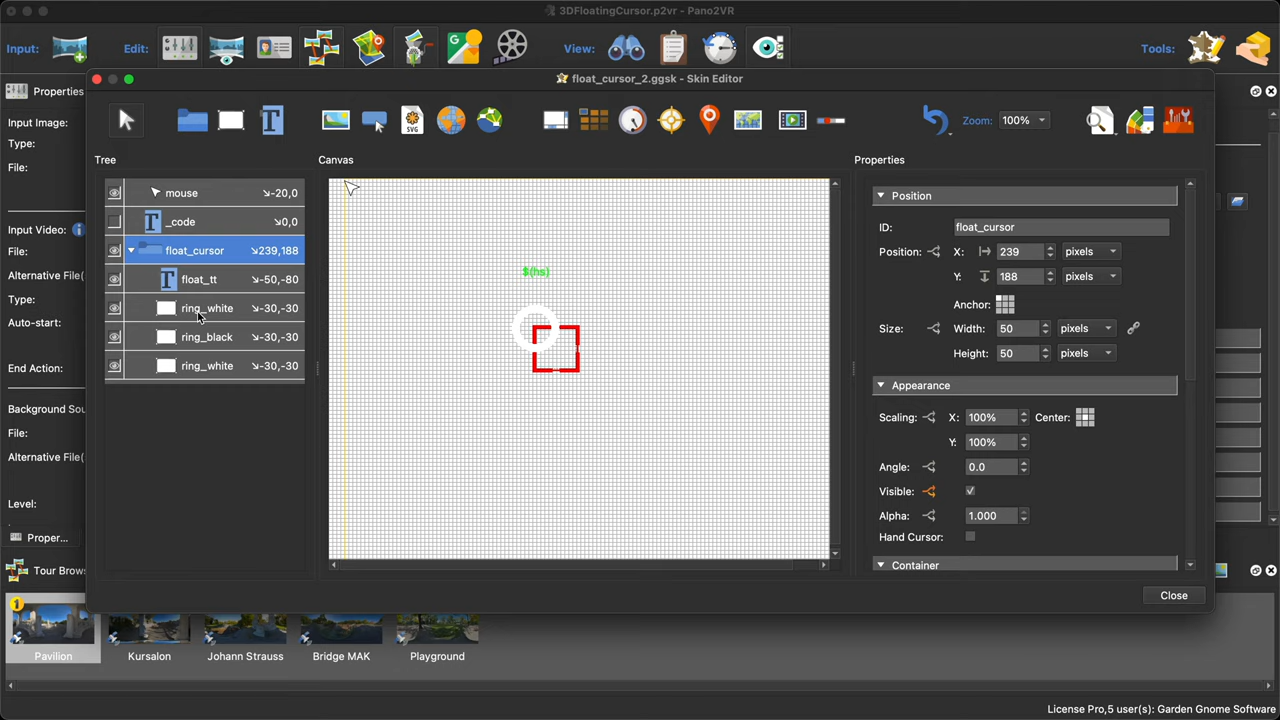 3DFloatingCursor.p2vr - Pano2VR
Input:
Edit:
View:
Tools:
float_cursor_2.ggsk - Skin Editor
Properties
Input Image:
Type:
File:
Input Video:
File:
Alternative File(
Type:
Auto-start:
End Action:
Background Sou
File:
Alternative File(
Level:
Proper...
SVG
Zoom: 100%
Tree
Canvas
Properties
mouse -20,0
_code 0,0
float_cursor 239,188
float_tt -50,-80
ring_white -30,-30
ring_black -30,-30
ring_white -30,-30
$(hs)
Position
ID: float_cursor
Position: X: 239 pixels
Y: 188 pixels
Anchor:
Size: Width: 50 pixels
Height: 50 pixels
Appearance
Scaling: X: 100% Center:
Y: 100%
Angle: 0.0
Visible:
Alpha: 1.000
Hand Cursor:
Container
Close
Tour Brows
1
Pavilion
Kursalon
Johann Strauss
Bridge MAK
Playground
License Pro,5 user(s): Garden Gnome Software